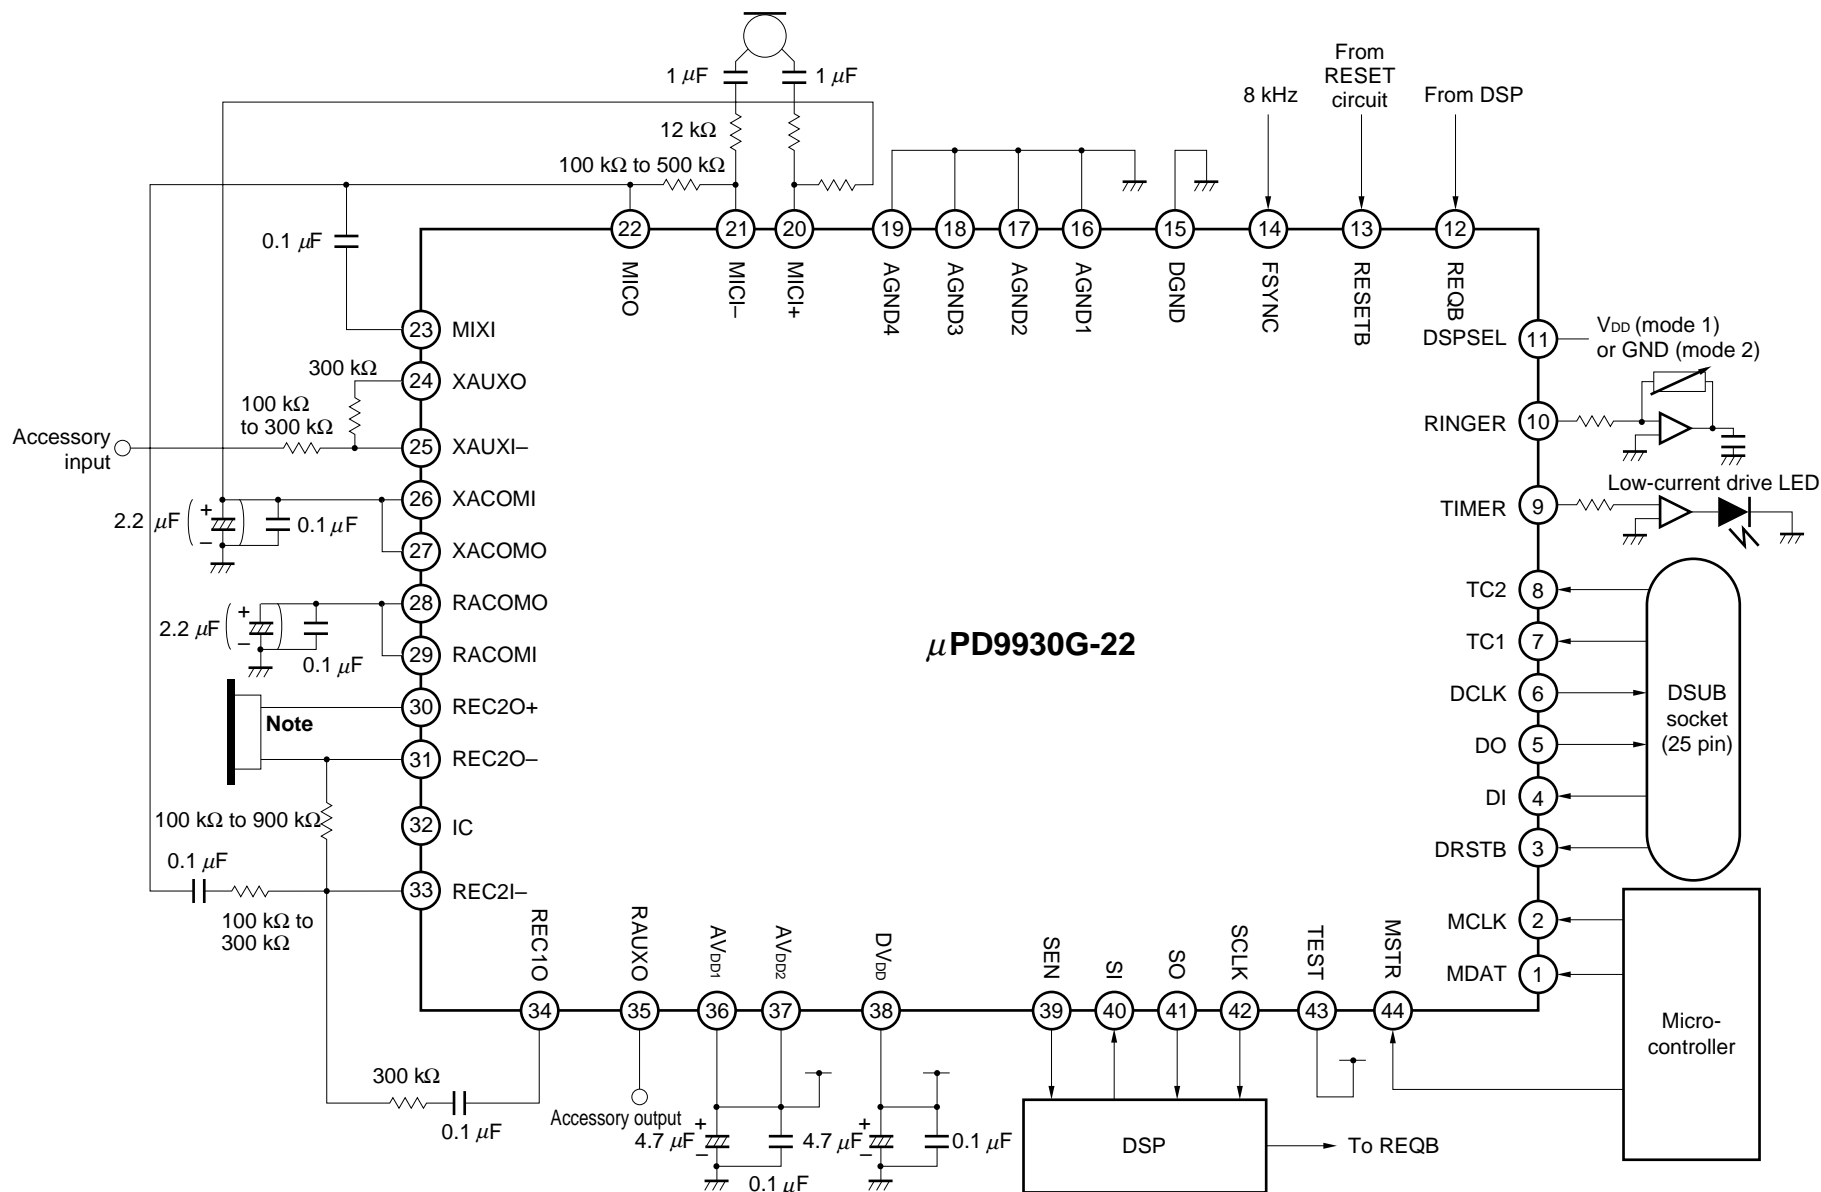 1 μF
1 μF
12 kΩ
100 kΩ to 500 kΩ
8 kHz
From
RESET
circuit
From DSP
0.1 μF
22
21
20
19
18
17
16
15
14
13
12
MICO
MICI–
MICI+
AGND4
AGND3
AGND2
AGND1
DGND
FSYNC
RESETB
REQB
23 MIXI
300 kΩ
24 XAUXO
100 kΩ
to 300 kΩ
Accessory
input
25 XAUXI–
26 XACOMI
2.2 μF
+
–
0.1 μF
27 XACOMO
28 RACOMO
2.2 μF
+
–
0.1 μF
29 RACOMI
30 REC2O+
Note
31 REC2O–
100 kΩ to 900 kΩ
32 IC
0.1 μF
33 REC2I–
100 kΩ to
300 kΩ
μPD9930G-22
DSPSEL 11
VDD (mode 1)
or GND (mode 2)
RINGER 10
Low-current drive LED
TIMER 9
TC2 8
TC1 7
DCLK 6
DO 5
DI 4
DRSTB 3
DSUB
socket
(25 pin)
MCLK 2
MDAT 1
Micro-
controller
REC1O
RAUXO
AVDD1
AVDD2
DVDD
SEN
SI
SO
SCLK
TEST
MSTR
34
35
36
37
38
39
40
41
42
43
44
300 kΩ
0.1 μF
Accessory output
4.7 μF
+
–
0.1 μF
4.7 μF
+
–
0.1 μF
DSP
To REQB